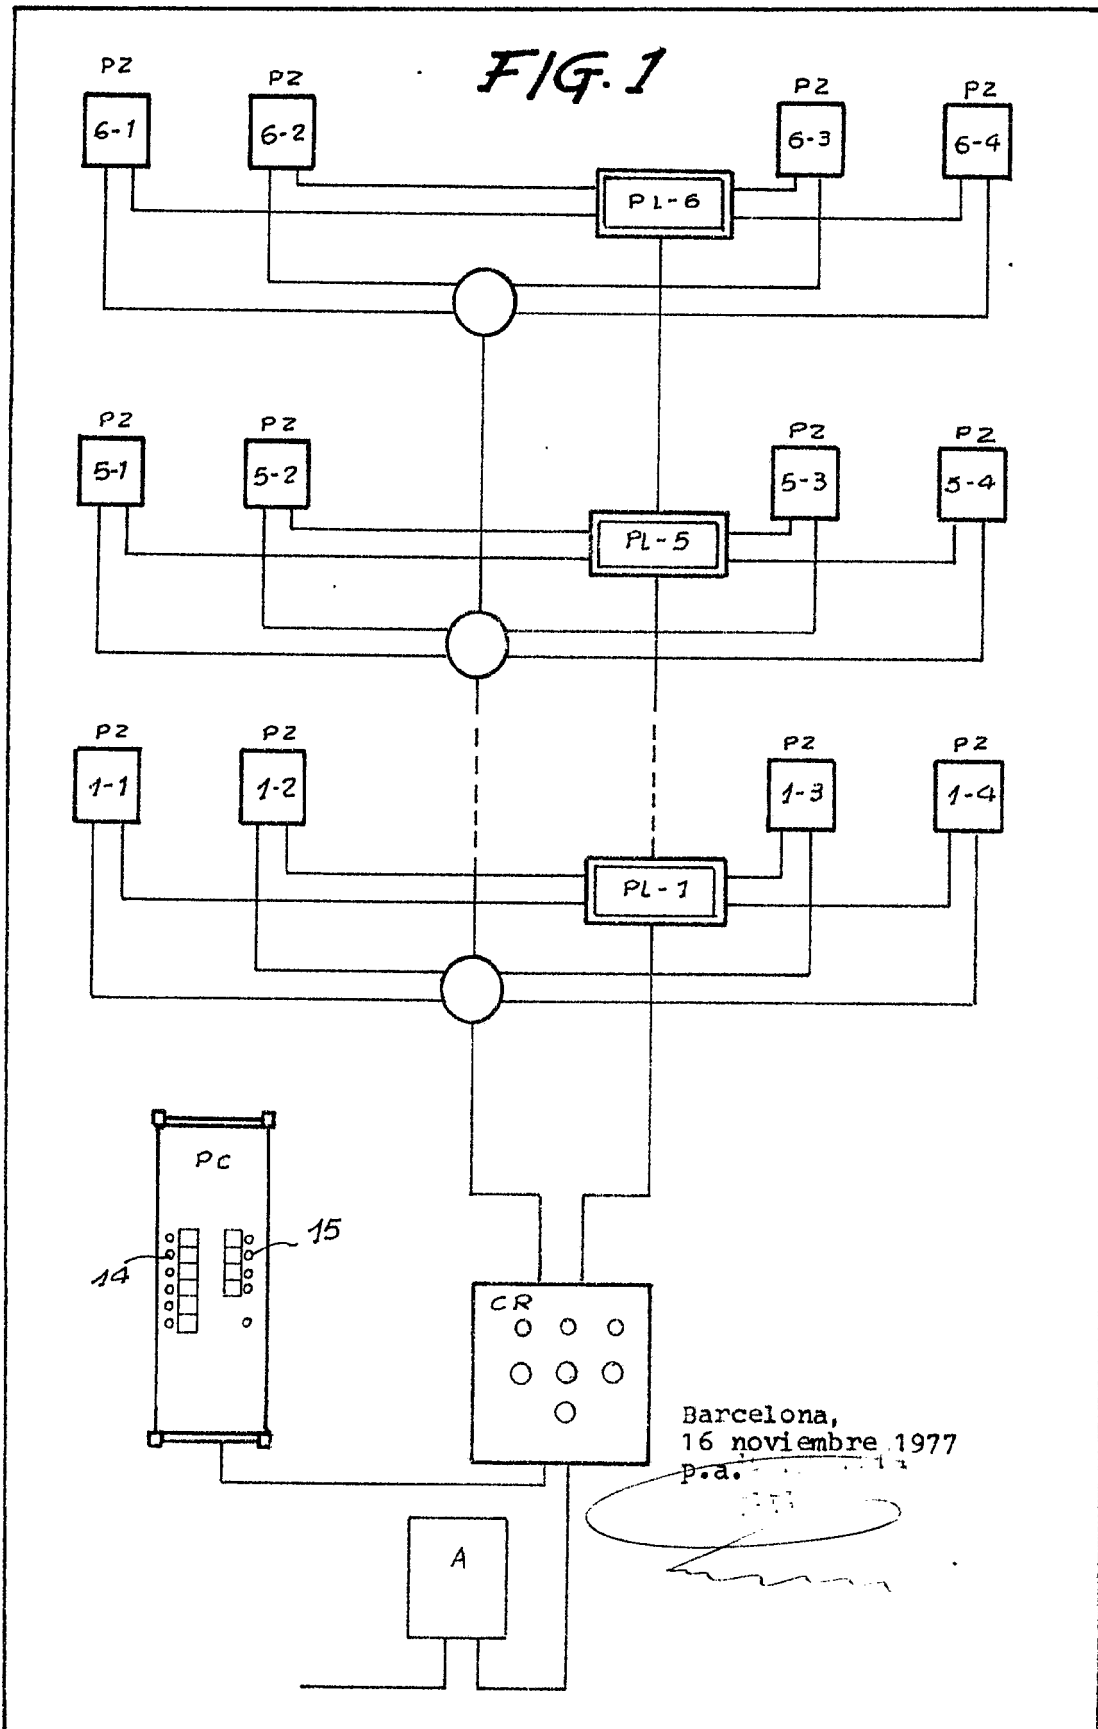 FIG. 1
PZ PZ PZ PZ
6-1 6-2 6-3 6-4
PL-6
PZ PZ PZ PZ
5-1 5-2 5-3 5-4
PL-5
PZ PZ PZ PZ
1-1 1-2 1-3 1-4
PL-1
PC
14 15
CR
Barcelona,
16 noviembre 1977
p.a.
A